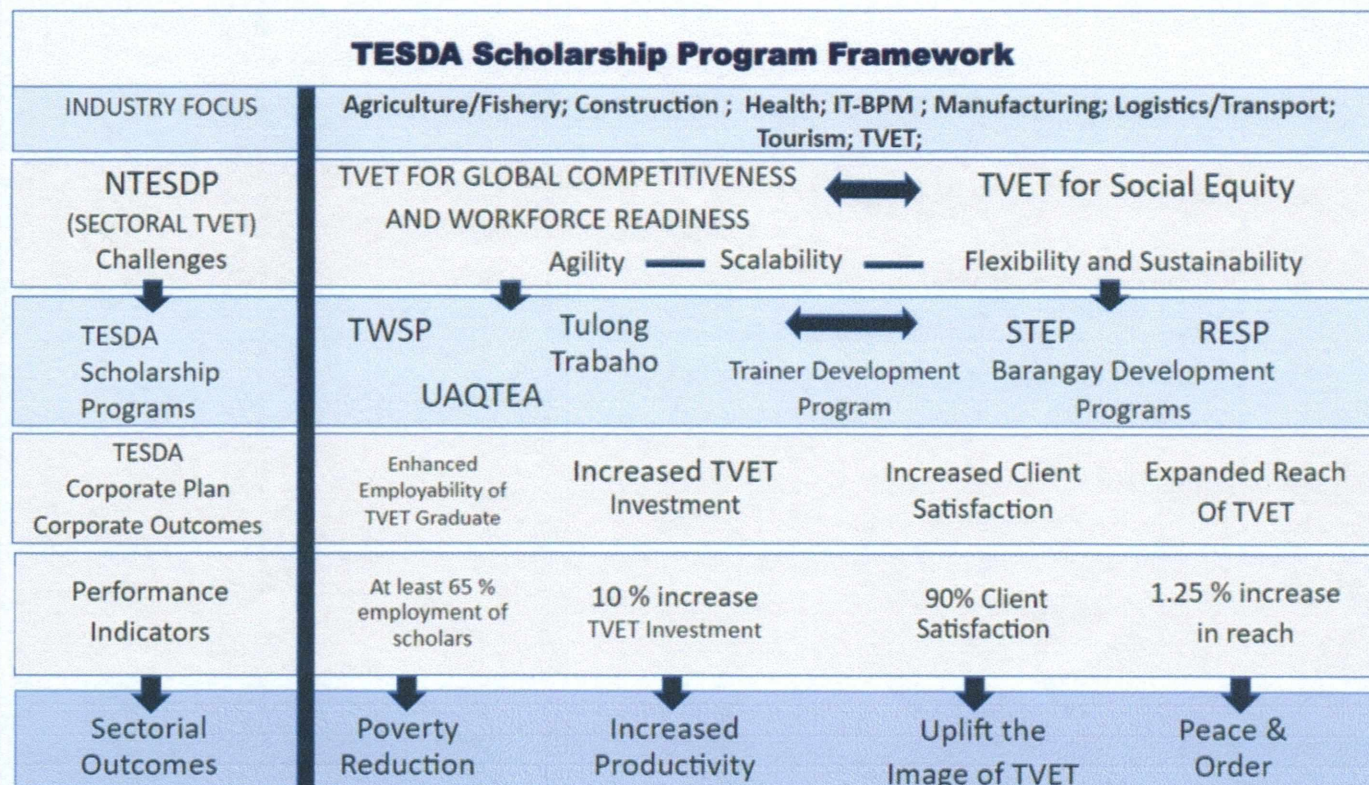 TESDA Scholarship Program Framework
INDUSTRY FOCUS
Agriculture/Fishery; Construction ; Health; IT-BPM ; Manufacturing; Logistics/Transport;
Tourism; TVET;
NTESDP
(SECTORAL TVET)
Challenges
TVET FOR GLOBAL COMPETITIVENESS
AND WORKFORCE READINESS
TVET for Social Equity
Agility
Scalability
Flexibility and Sustainability
TESDA
Scholarship
Programs
TWSP
Tulong
Trabaho
UAQTEA
Trainer Development
Program
STEP
RESP
Barangay Development
Programs
TESDA
Corporate Plan
Corporate Outcomes
Enhanced
Employability of
TVET Graduate
Increased TVET
Investment
Increased Client
Satisfaction
Expanded Reach
Of TVET
Performance
Indicators
At least 65 %
employment of
scholars
10 % increase
TVET Investment
90% Client
Satisfaction
1.25 % increase
in reach
Sectorial
Outcomes
Poverty
Reduction
Increased
Productivity
Uplift the
Image of TVET
Peace &
Order